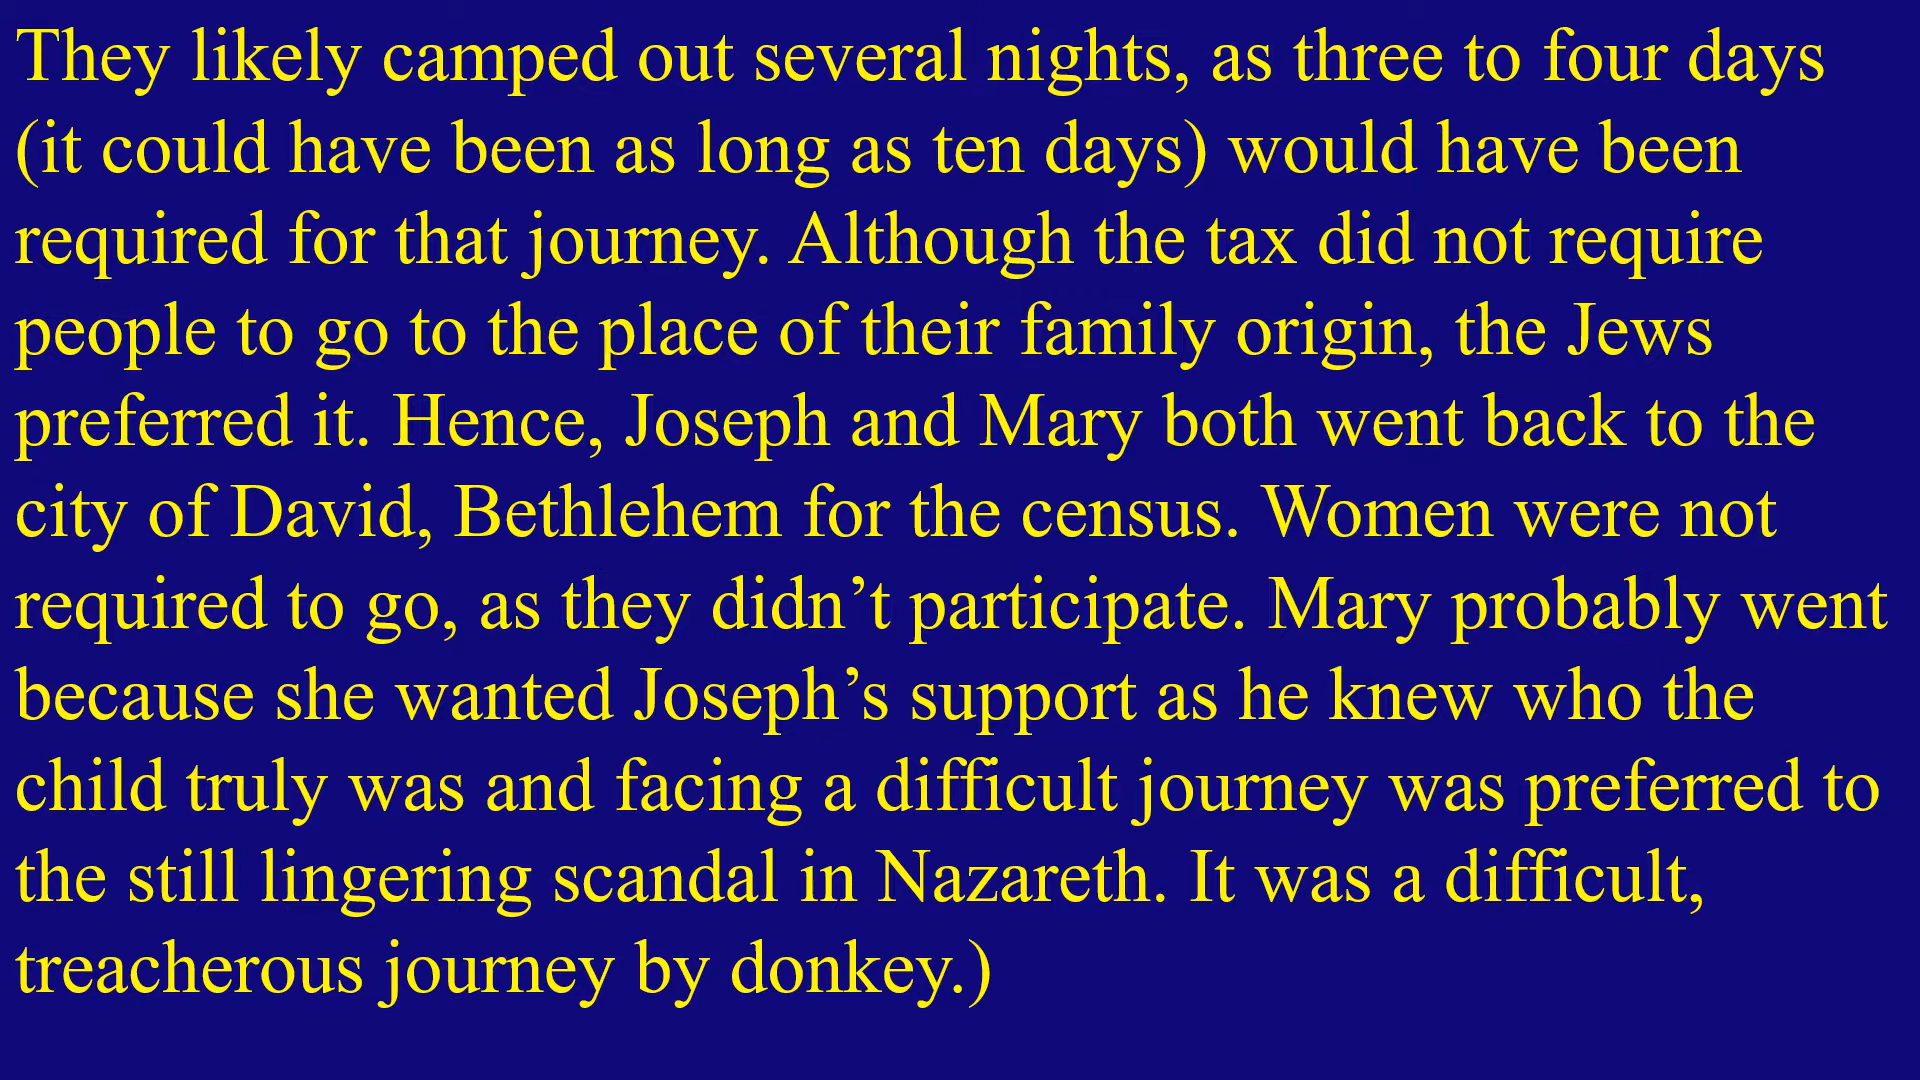 They likely camped out several nights, as three to four days
(it could have been as long as ten days) would have been
required for that journey. Although the tax did not require
people to go to the place of their family origin, the Jews
preferred it. Hence, Joseph and Mary both went back to the
city of David, Bethlehem for the census. Women were not
required to go, as they didn’t participate. Mary probably went
because she wanted Joseph’s support as he knew who the
child truly was and facing a difficult journey was preferred to
the still lingering scandal in Nazareth. It was a difficult,
treacherous journey by donkey.)